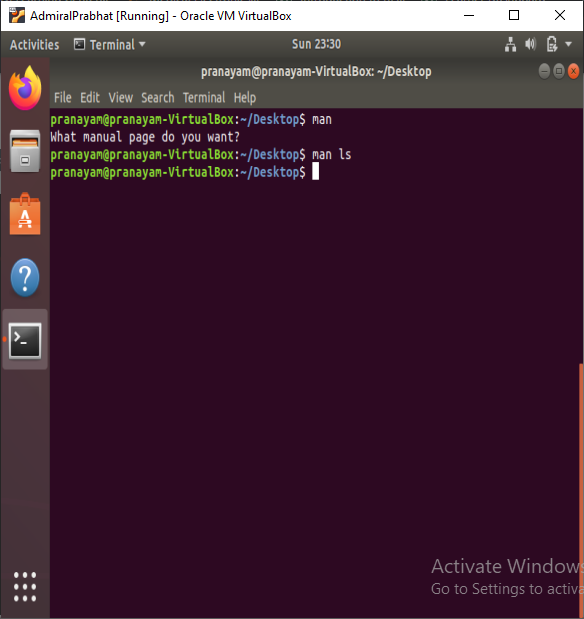 AdmiralPrabhat [Running] - Oracle VM VirtualBox
Activities Terminal Sun 23:30
pranayam@pranayam-VirtualBox: ~/Desktop
File Edit View Search Terminal Help
pranayam@pranayam-VirtualBox:~/Desktop$ man
What manual page do you want?
pranayam@pranayam-VirtualBox:~/Desktop$ man ls
pranayam@pranayam-VirtualBox:~/Desktop$
Activate Windows
Go to Settings to activa